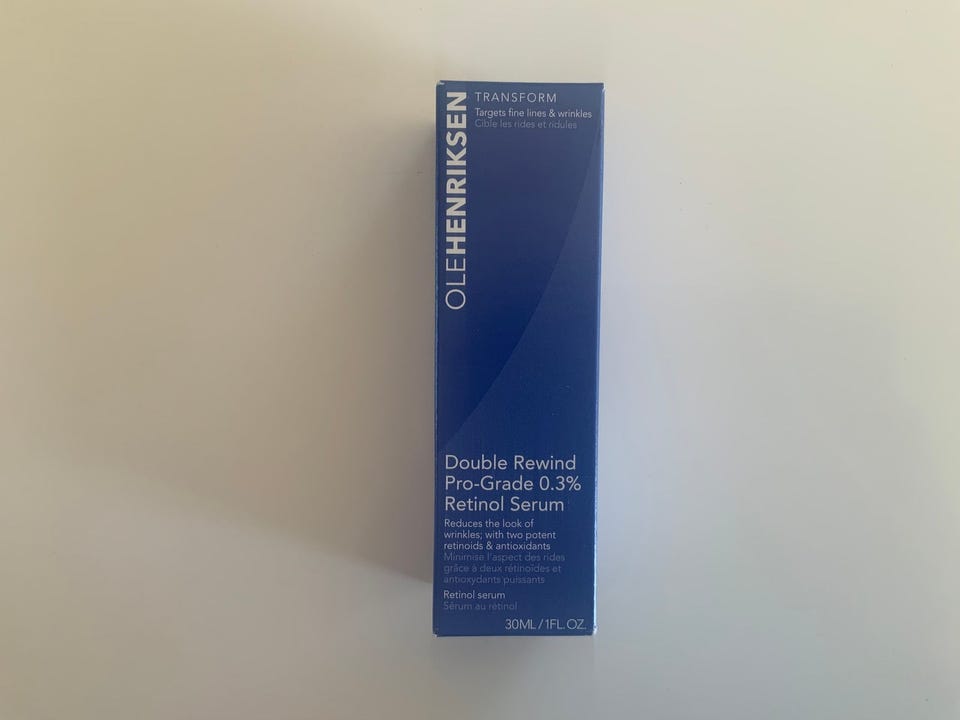 OLEHENRIKSEN
TRANSFORM
Targets fine lines & wrinkles
Cible les rides et ridules
Double Rewind
Pro-Grade 0.3%
Retinol Serum
Reduces the look of
wrinkles; with two potent
retinoids & antioxidants
Minimise l'aspect des rides
grâce à deux rétinoïdes et
antioxydants puissants
Retinol serum
Sérum au rétinol
30ML/1FL.OZ.